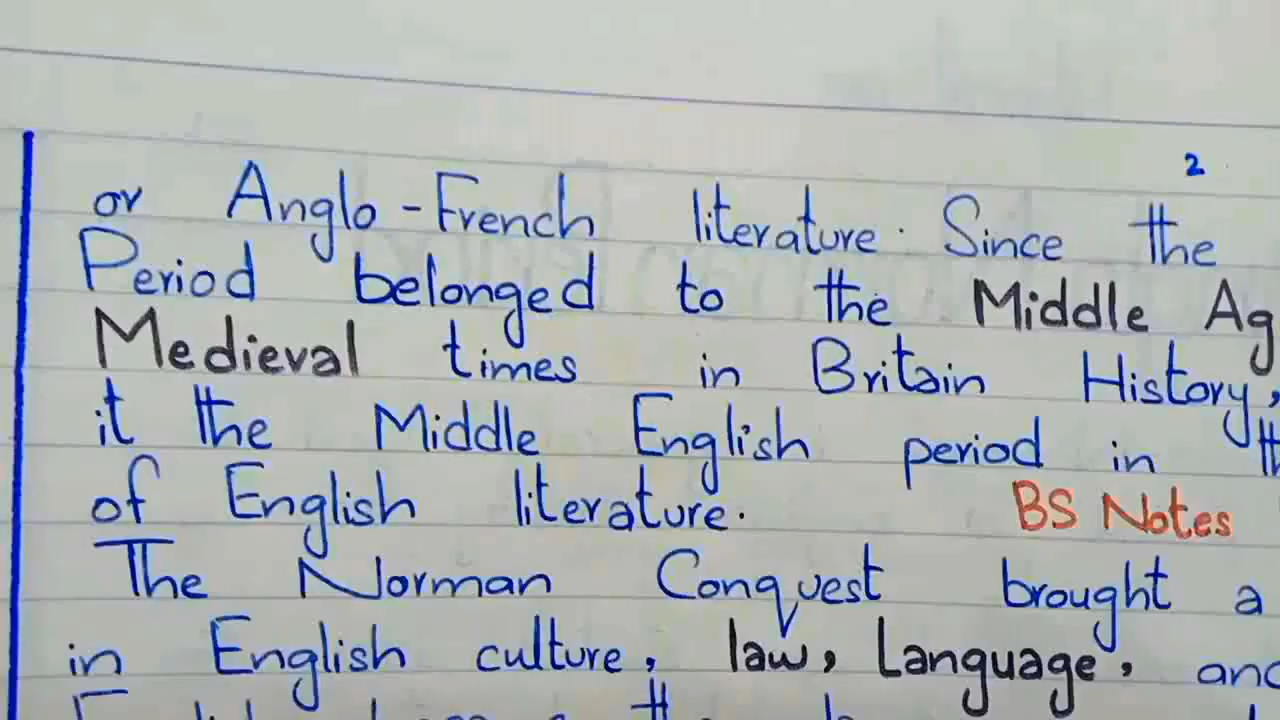 2
or Anglo-French literature. Since the
Period belonged to the Middle Ag
Medieval times in Britain History,
it the Middle English period in th
of English literature.
BS Notes
The Norman Conquest brought a
in English culture, law, Language, and